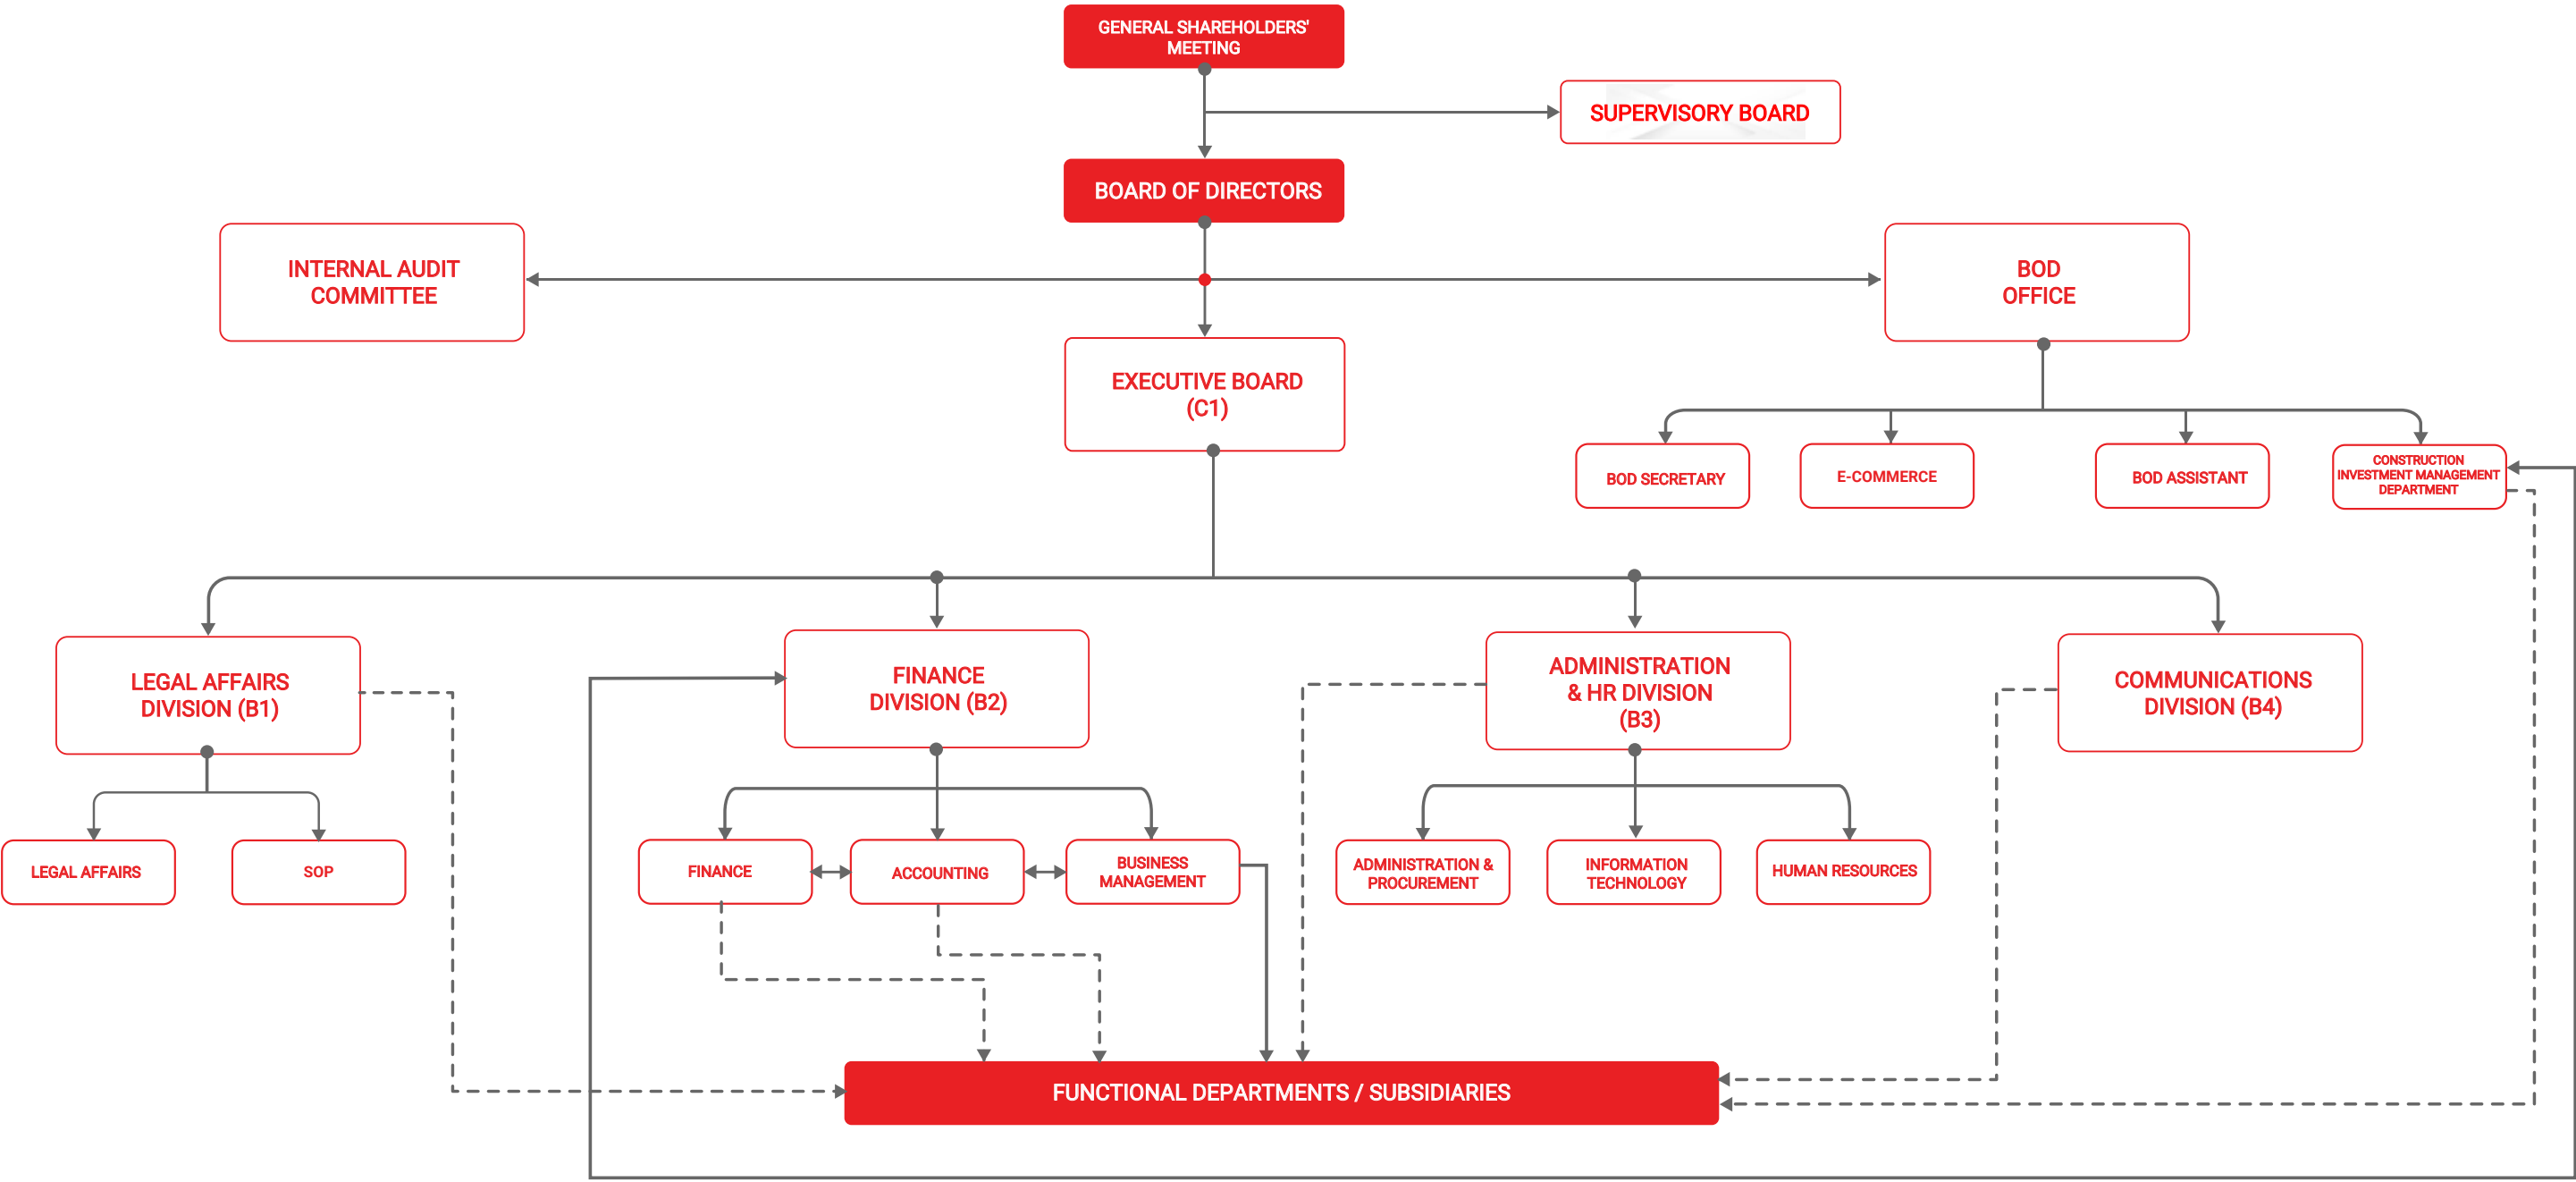 GENERAL SHAREHOLDERS'
MEETING
SUPERVISORY BOARD
BOARD OF DIRECTORS
INTERNAL AUDIT
COMMITTEE
BOD
OFFICE
EXECUTIVE BOARD
(C1)
BOD SECRETARY
E-COMMERCE
BOD ASSISTANT
CONSTRUCTION
INVESTMENT MANAGEMENT
DEPARTMENT
LEGAL AFFAIRS
DIVISION (B1)
FINANCE
DIVISION (B2)
ADMINISTRATION
& HR DIVISION
(B3)
COMMUNICATIONS
DIVISION (B4)
LEGAL AFFAIRS
SOP
FINANCE
ACCOUNTING
BUSINESS
MANAGEMENT
ADMINISTRATION &
PROCUREMENT
INFORMATION
TECHNOLOGY
HUMAN RESOURCES
FUNCTIONAL DEPARTMENTS / SUBSIDIARIES